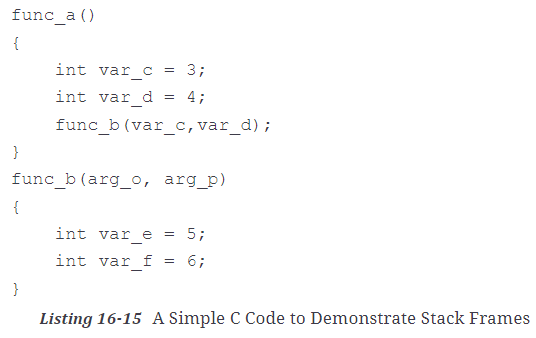 func_a()
{
    int var_c = 3;
    int var_d = 4;
    func_b(var_c,var_d);
}
func_b(arg_o, arg_p)
{
    int var_e = 5;
    int var_f = 6;
}
Listing 16-15 A Simple C Code to Demonstrate Stack Frames